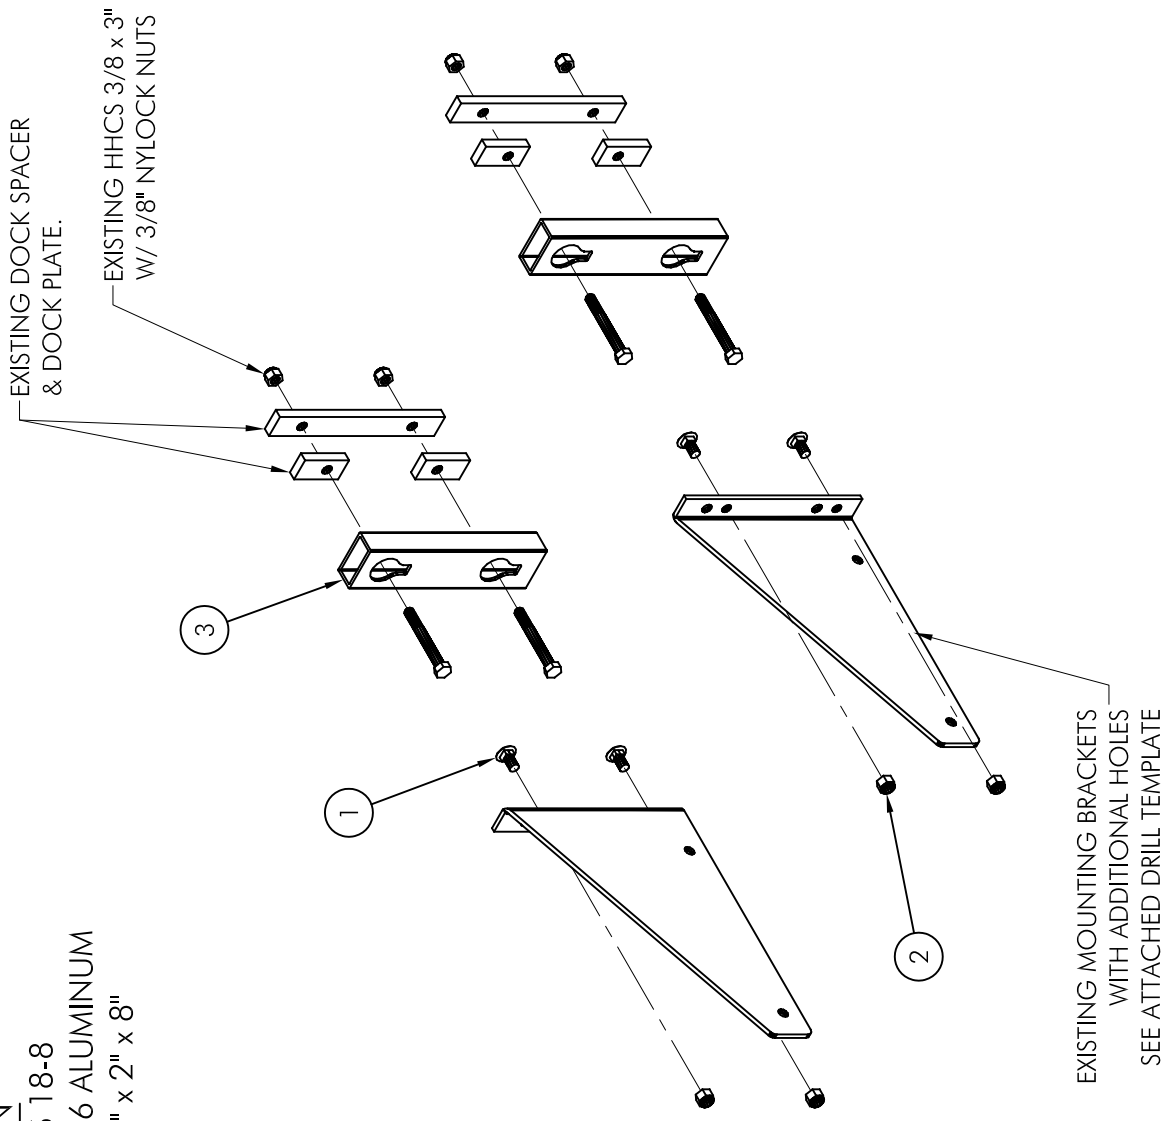 EXISTING DOCK SPACER
& DOCK PLATE.
EXISTING HHCS 3/8 x 3"
W/ 3/8" NYLOCK NUTS
3
1
2
EXISTING MOUNTING BRACKETS
WITH ADDITIONAL HOLES
SEE ATTACHED DRILL TEMPLATE
18-8
6 ALUMINUM
" x 2" x 8"